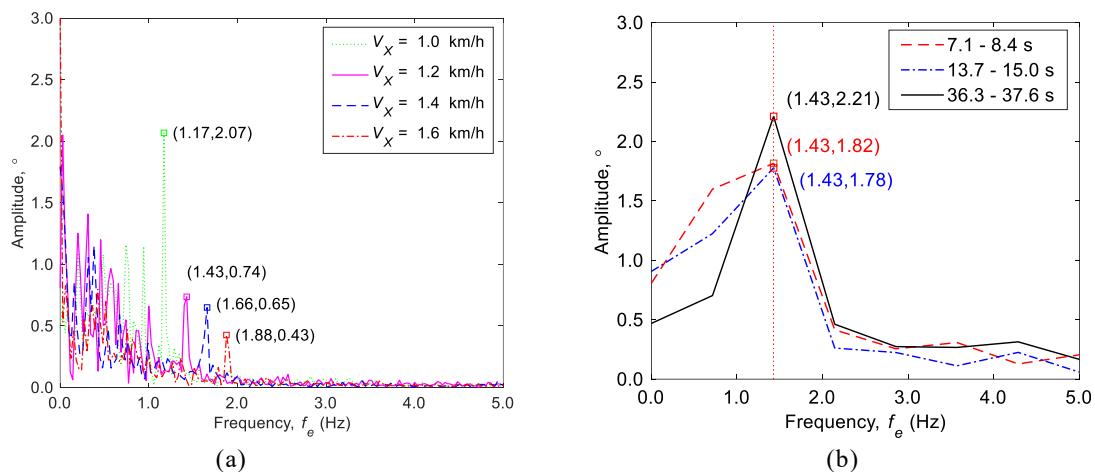 3.0
2.5
2.0
1.5
1.0
0.5
0.0
Amplitude, °
V_X = 1.0 km/h
V_X = 1.2 km/h
V_X = 1.4 km/h
V_X = 1.6 km/h
(1.17,2.07)
(1.43,0.74)
(1.66,0.65)
(1.88,0.43)
0.0 1.0 2.0 3.0 4.0 5.0
Frequency, f_e (Hz)
(a)
3.0
2.5
2.0
1.5
1.0
0.5
0.0
Amplitude, °
7.1 - 8.4 s
13.7 - 15.0 s
36.3 - 37.6 s
(1.43,2.21)
(1.43,1.82)
(1.43,1.78)
0.0 1.0 2.0 3.0 4.0 5.0
Frequency, f_e (Hz)
(b)